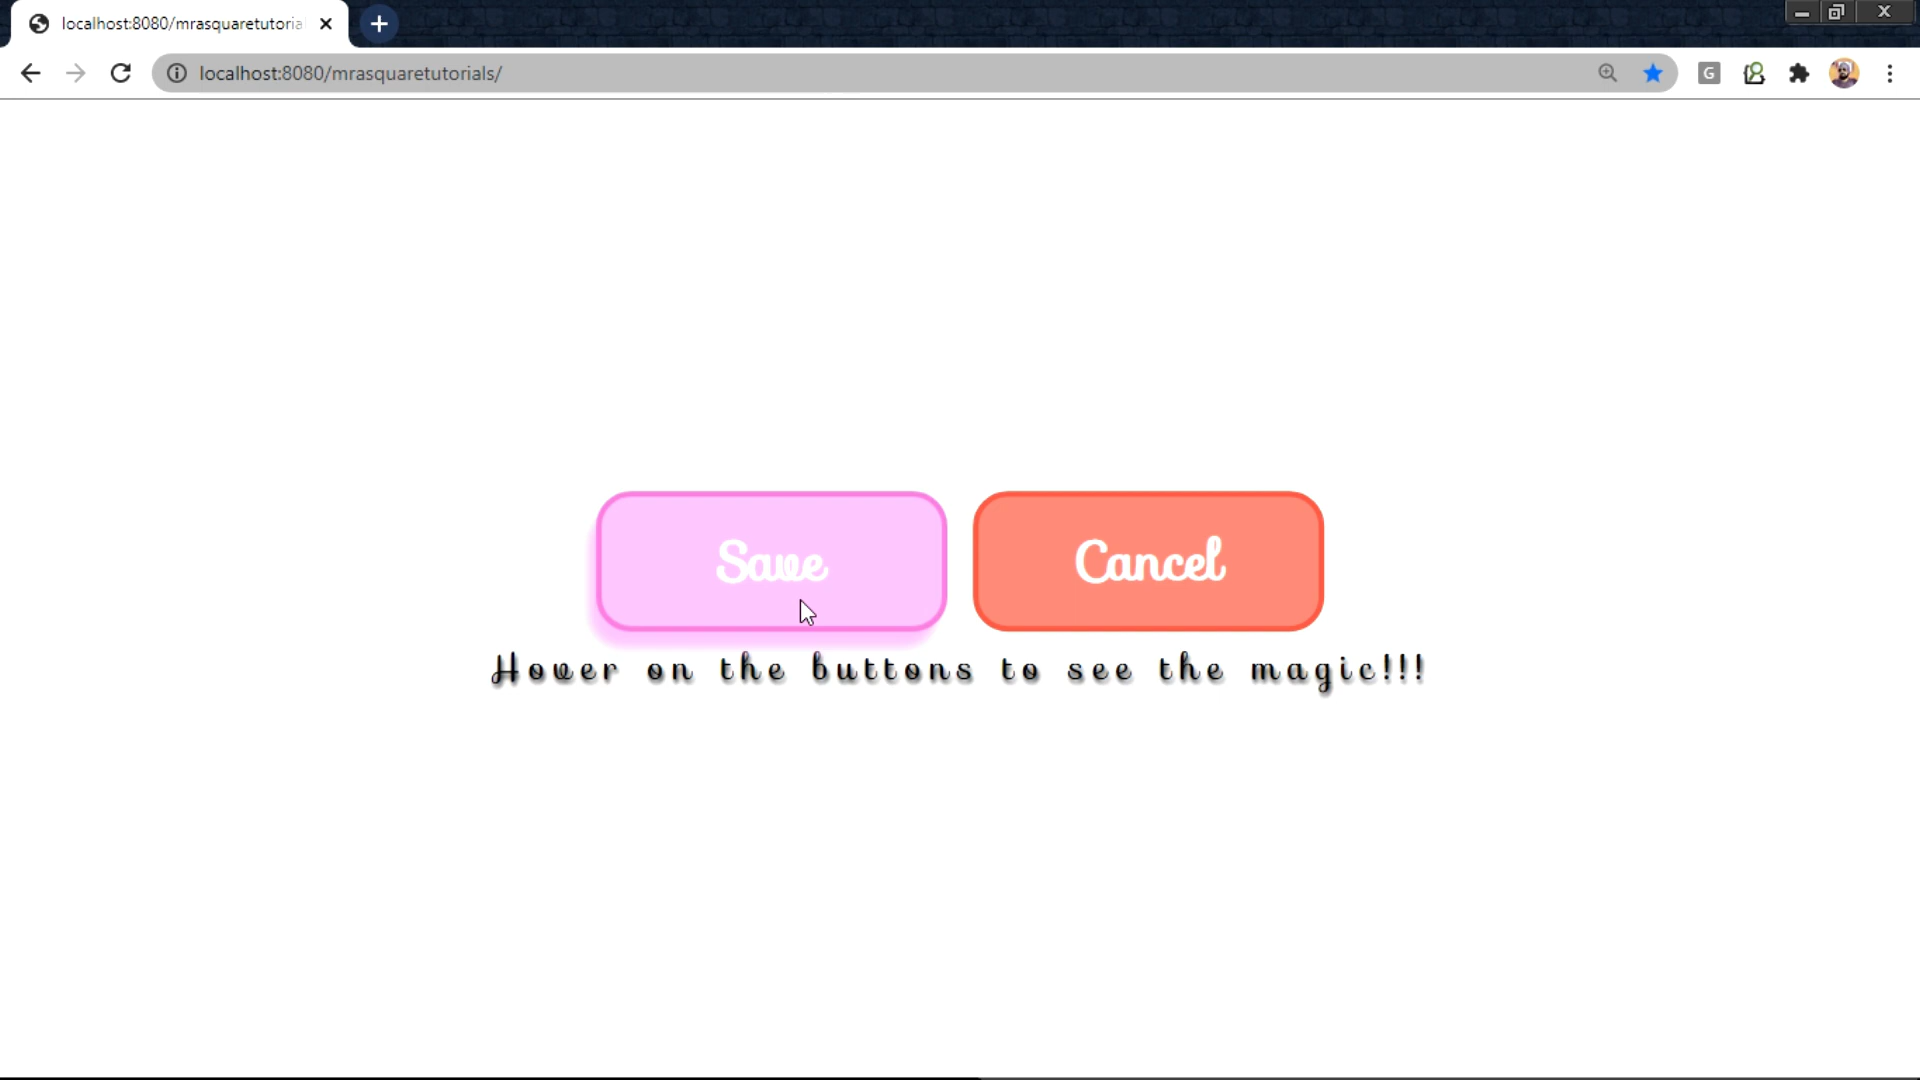 localhost:8080/mrasquaretutoria
localhost:8080/mrasquaretutorials/
G
Save
Cancel
Hover on the buttons to see the magic!!!